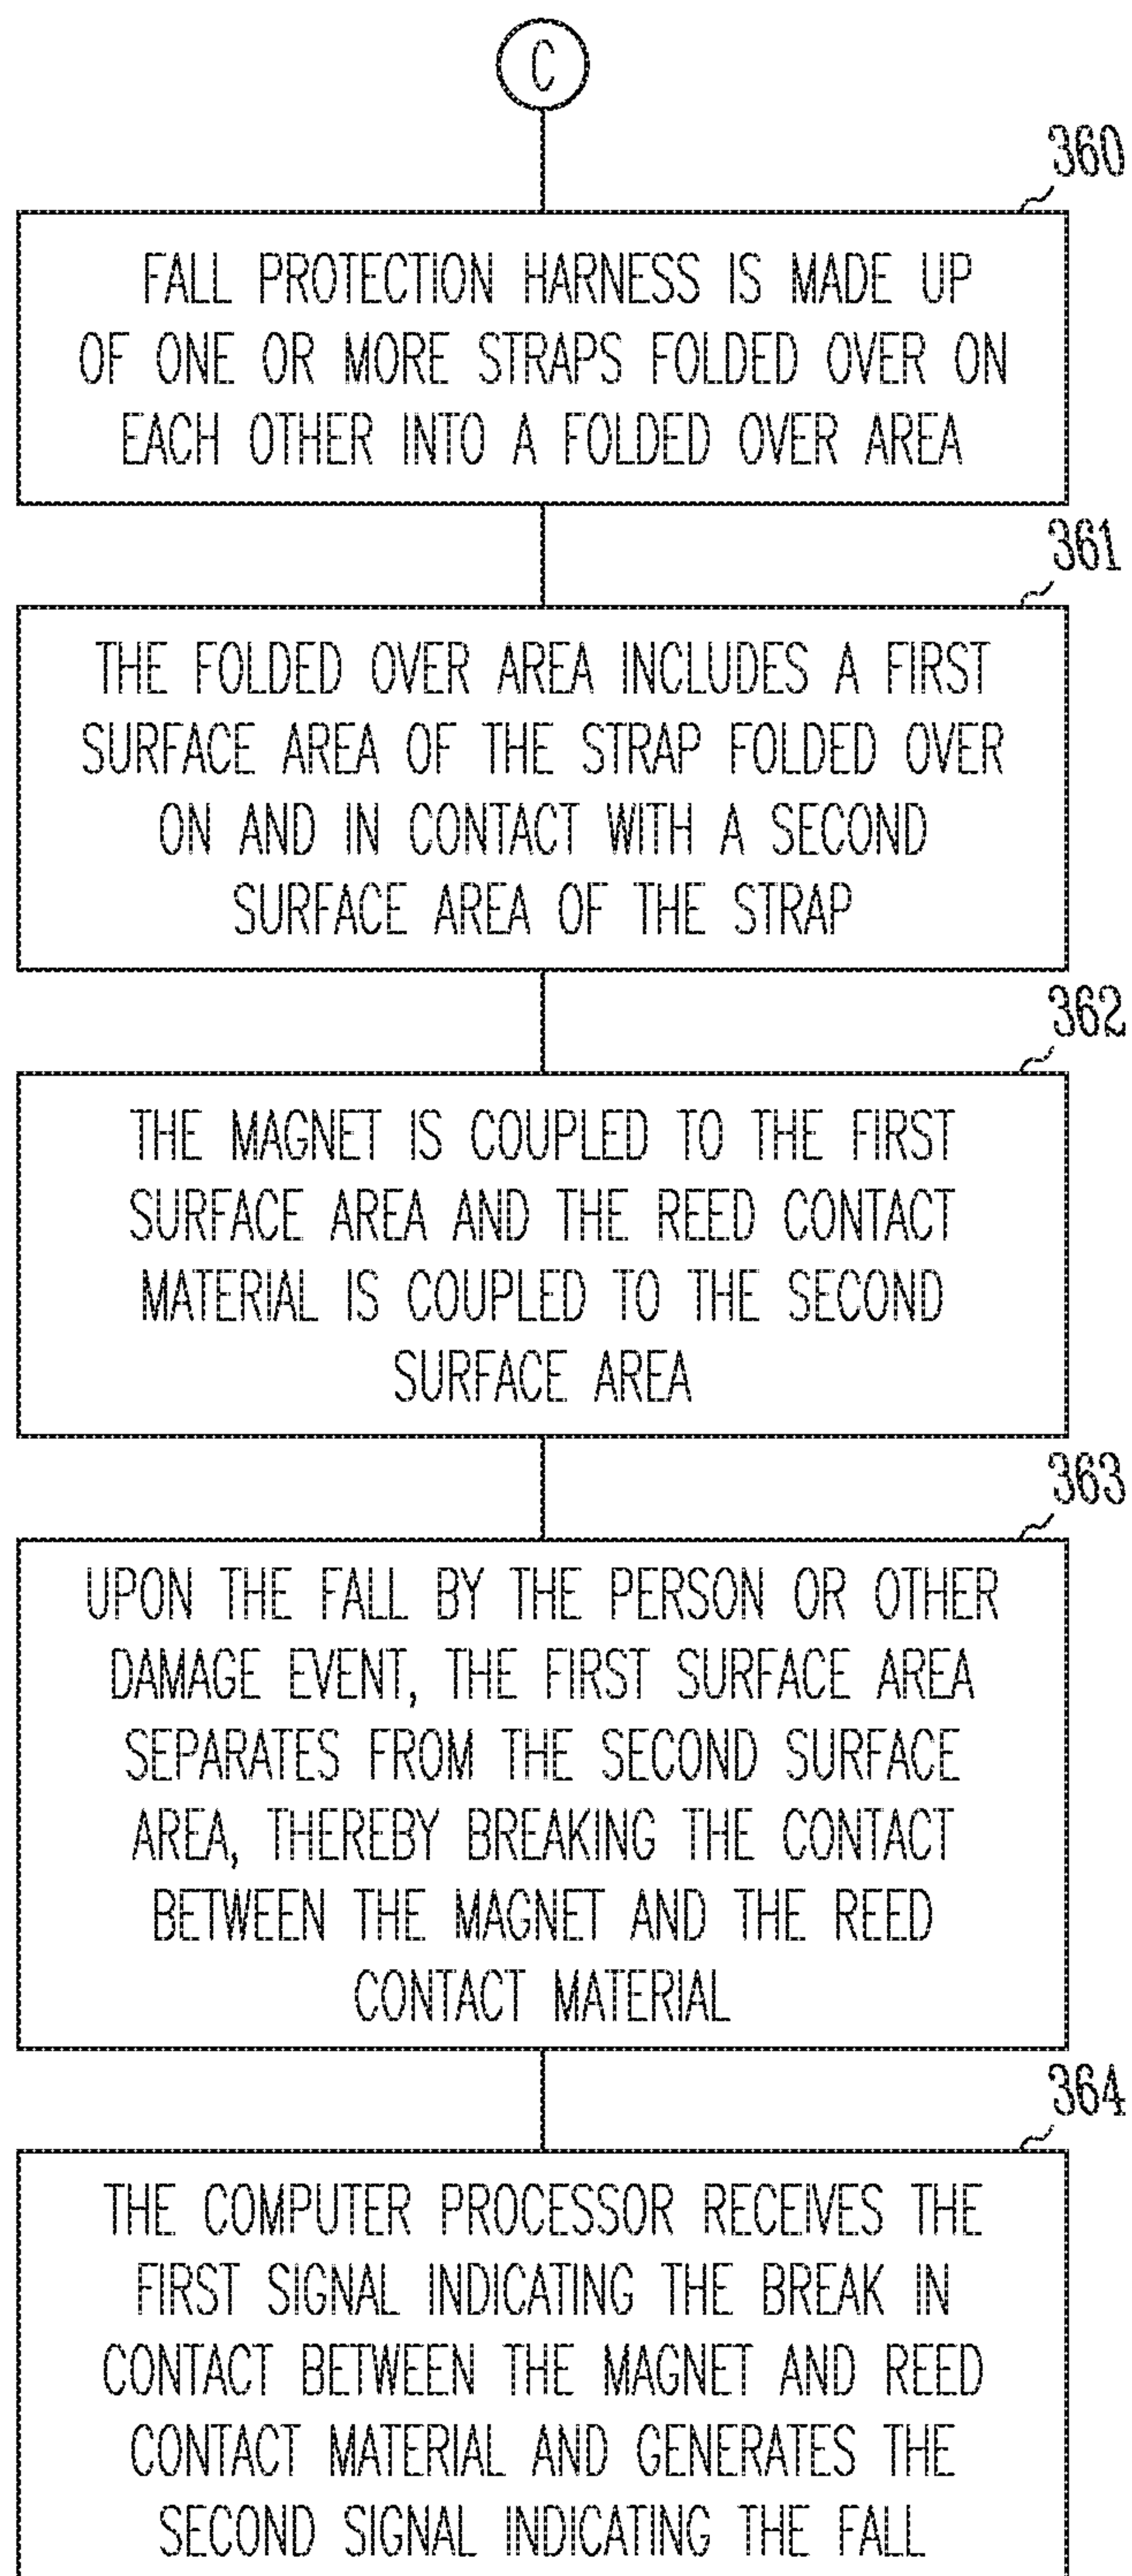 C
360
FALL PROTECTION HARNESS IS MADE UP
OF ONE OR MORE STRAPS FOLDED OVER ON
EACH OTHER INTO A FOLDED OVER AREA
361
THE FOLDED OVER AREA INCLUDES A FIRST
SURFACE AREA OF THE STRAP FOLDED OVER
ON AND IN CONTACT WITH A SECOND
SURFACE AREA OF THE STRAP
362
THE MAGNET IS COUPLED TO THE FIRST
SURFACE AREA AND THE REED CONTACT
MATERIAL IS COUPLED TO THE SECOND
SURFACE AREA
363
UPON THE FALL BY THE PERSON OR OTHER
DAMAGE EVENT, THE FIRST SURFACE AREA
SEPARATES FROM THE SECOND SURFACE
AREA, THEREBY BREAKING THE CONTACT
BETWEEN THE MAGNET AND THE REED
CONTACT MATERIAL
364
THE COMPUTER PROCESSOR RECEIVES THE
FIRST SIGNAL INDICATING THE BREAK IN
CONTACT BETWEEN THE MAGNET AND REED
CONTACT MATERIAL AND GENERATES THE
SECOND SIGNAL INDICATING THE FALL